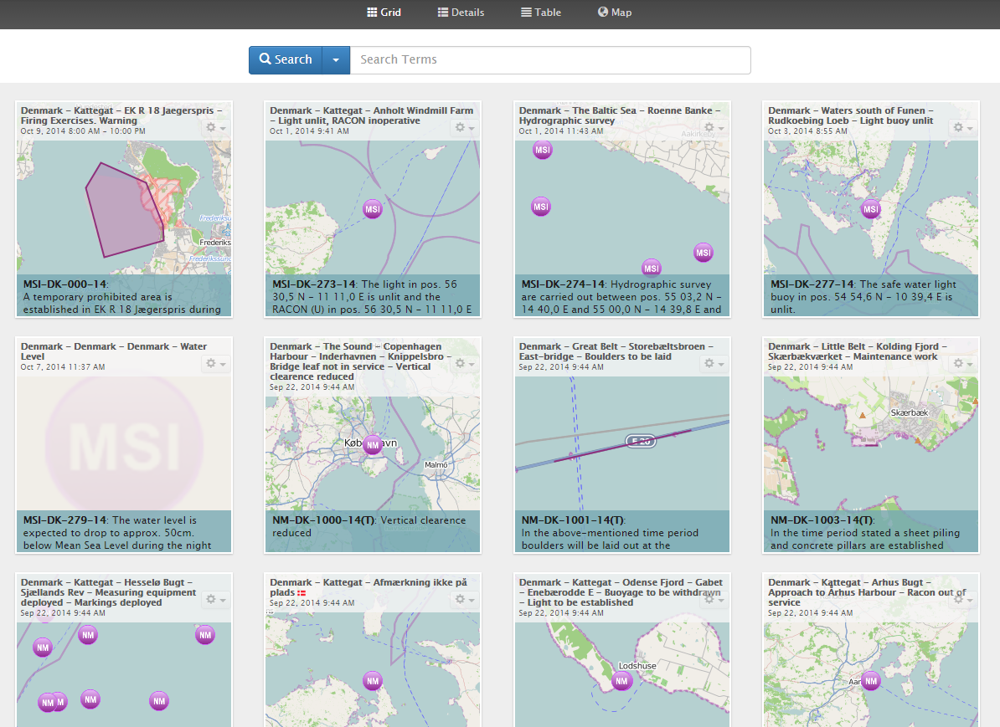 Grid
Details
Table
Map
Search
Search Terms
Denmark – Kattegat – EK R 18 Jaegerspris –
Firing Exercises. Warning
Oct 9, 2014 8:00 AM – 10:00 PM
Frederikssund
Frederiks
MSI-DK-000-14:
A temporary prohibited area is
established in EK R 18 Jægerspris during
Denmark – Kattegat – Anholt Windmill Farm
– Light unlit, RACON inoperative
Oct 1, 2014 9:41 AM
MSI
MSI-DK-273-14: The light in pos. 56
30,5 N – 11 11,0 E is unlit and the
RACON (U) in pos. 56 30,5 N – 11 11,0 E
Denmark – The Baltic Sea – Roenne Banke –
Hydrographic survey
Oct 1, 2014 11:43 AM
MSI
MSI
MSI
MSI
MSI-DK-274-14: Hydrographic survey
are carried out between pos. 55 03,2 N –
14 40,0 E and 55 00,0 N – 14 39,8 E and
Denmark – Waters south of Funen –
Rudkoebing Loeb – Light buoy unlit
Oct 3, 2014 8:55 AM
MSI
MSI-DK-277-14: The safe water light
buoy in pos. 54 54,6 N – 10 39,4 E is
unlit.
Denmark – Denmark – Denmark – Water
Level
Oct 7, 2014 11:37 AM
MSI
MSI-DK-279-14: The water level is
expected to drop to approx. 50cm.
below Mean Sea Level during the night
Denmark – The Sound – Copenhagen
Harbour – Inderhavnen – Knippelsbro –
Bridge leaf not in service – Vertical
clearence reduced
Sep 22, 2014 9:44 AM
NM
Malmö
NM-DK-1000-14(T): Vertical clearence
reduced
Denmark – Great Belt – Storebæltsbroen –
East-bridge – Boulders to be laid
Sep 22, 2014 9:44 AM
E 20
NM-DK-1001-14(T):
In the above-mentioned time period
boulders will be laid out at the
Denmark – Little Belt – Kolding Fjord –
Skærbækværket – Maintenance work
Sep 22, 2014 9:44 AM
Skærbæk
NM-DK-1003-14(T):
In the time period stated a sheet piling
and concrete pillars are established
Denmark – Kattegat – Hesselø Bugt –
Sjællands Rev – Measuring equipment
deployed – Markings deployed
Sep 22, 2014 9:44 AM
NM
NM
NM
NM
NM
NM
Denmark – Kattegat – Afmærkning ikke på
plads
Sep 22, 2014 9:44 AM
NM
Denmark – Kattegat – Odense Fjord – Gabet
– Enebærodde E – Buoyage to be withdrawn
– Light to be established
Sep 22, 2014 9:44 AM
Lodshuse
NM
Denmark – Kattegat – Arhus Bugt –
Approach to Århus Harbour – Racon out of
service
Sep 22, 2014 9:44 AM
NM